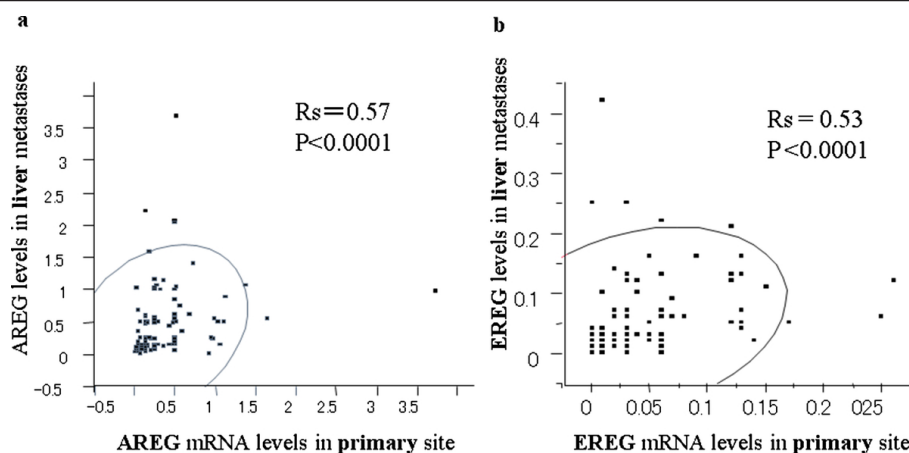 a
AREG levels in liver metastases
3.5
3
2.5
2
1.5
1
0.5
0
-0.5
Rs=0.57
P<0.0001
-0.5
0.5
1
1.5
2
2.5
3
3.5
AREG mRNA levels in primary site
b
EREG levels in liver metastases
0.4
0.3
0.2
0.1
0
Rs = 0.53
P<0.0001
0
0.05
0.1
0.15
0.2
025
EREG mRNA levels in primary site